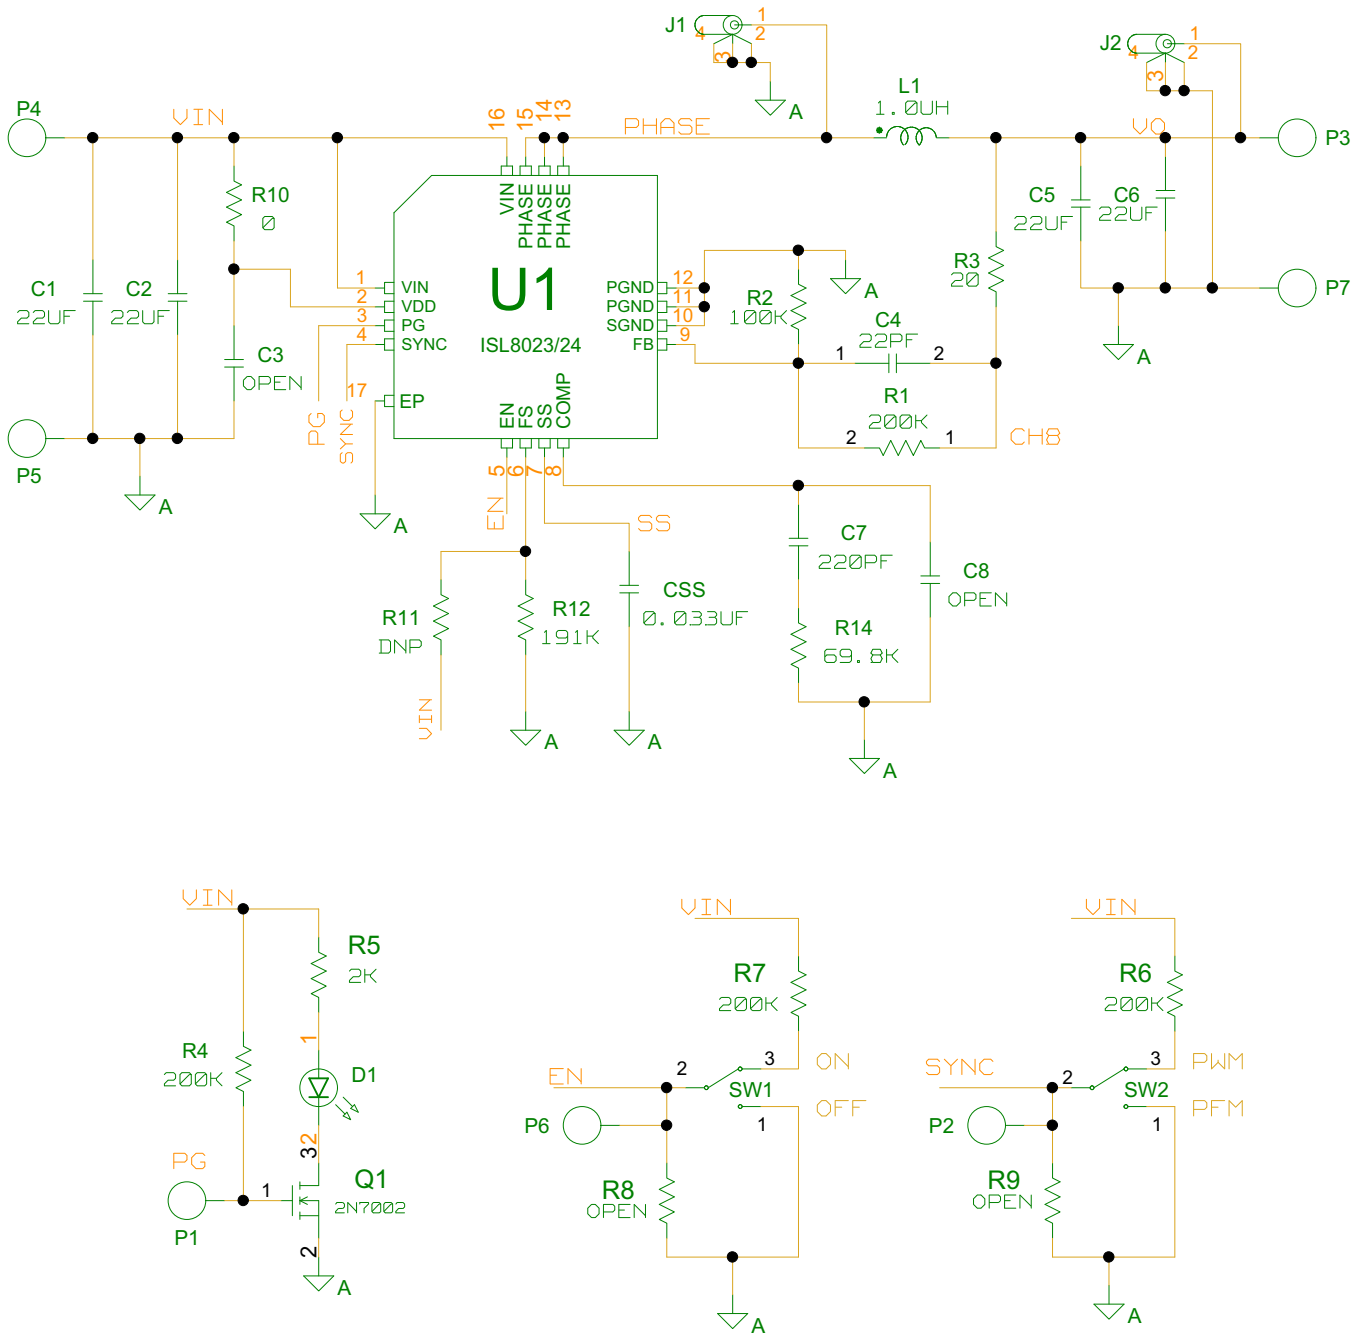 J1
1
2
3
4
J2
1
2
3
4
P4
VIN
16
15
14
13
PHASE
L1
1.0UH
VO
P3
A
R10
0
VIN
PHASE
PHASE
PHASE
C5
22UF
C6
22UF
R3
20
C1
22UF
C2
22UF
1
VIN
2
VDD
3
PG
4
SYNC
U1
ISL8023/24
PGND
12
PGND
11
SGND
10
FB
9
R2
100K
A
P7
A
C4
22PF
1
2
C3
OPEN
R1
200K
2
1
CH8
PG
SYNC
17
EP
EN
FS
SS
COMP
5
6
7
8
P5
A
A
EN
SS
C7
220PF
C8
OPEN
R11
DNP
R12
191K
CSS
0.033UF
R14
69.8K
VIN
A
A
A
VIN
R5
2K
R4
200K
1
D1
2
3
PG
P1
1
Q1
2N7002
2
A
VIN
R7
200K
EN
2
3
ON
SW1
OFF
1
P6
R8
OPEN
A
VIN
R6
200K
SYNC
2
3
PWM
SW2
PFM
1
P2
R9
OPEN
A